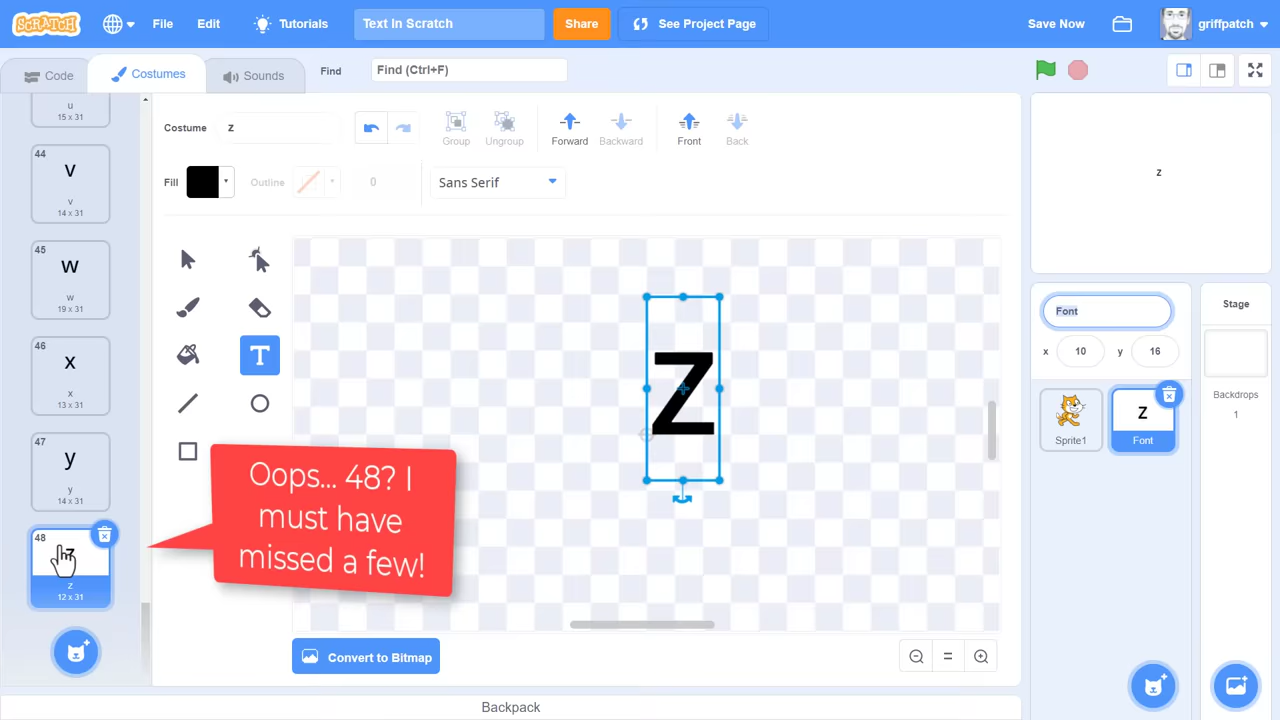 SCRATCH
File
Edit
Tutorials
Text In Scratch
Share
See Project Page
Save Now
griffpatch
Code
Costumes
Sounds
Find
Find (Ctrl+F)
u
15 x 31
44
v
v
14 x 31
45
w
w
19 x 31
46
x
x
13 x 31
47
y
y
14 x 31
48
z
z
12 x 31
Costume
z
Group
Ungroup
Forward
Backward
Front
Back
Fill
Outline
0
Sans Serif
T
z
Oops... 48? I
must have
missed a few!
Convert to Bitmap
z
Font
x
10
y
16
Sprite1
z
Font
Stage
Backdrops
1
Backpack